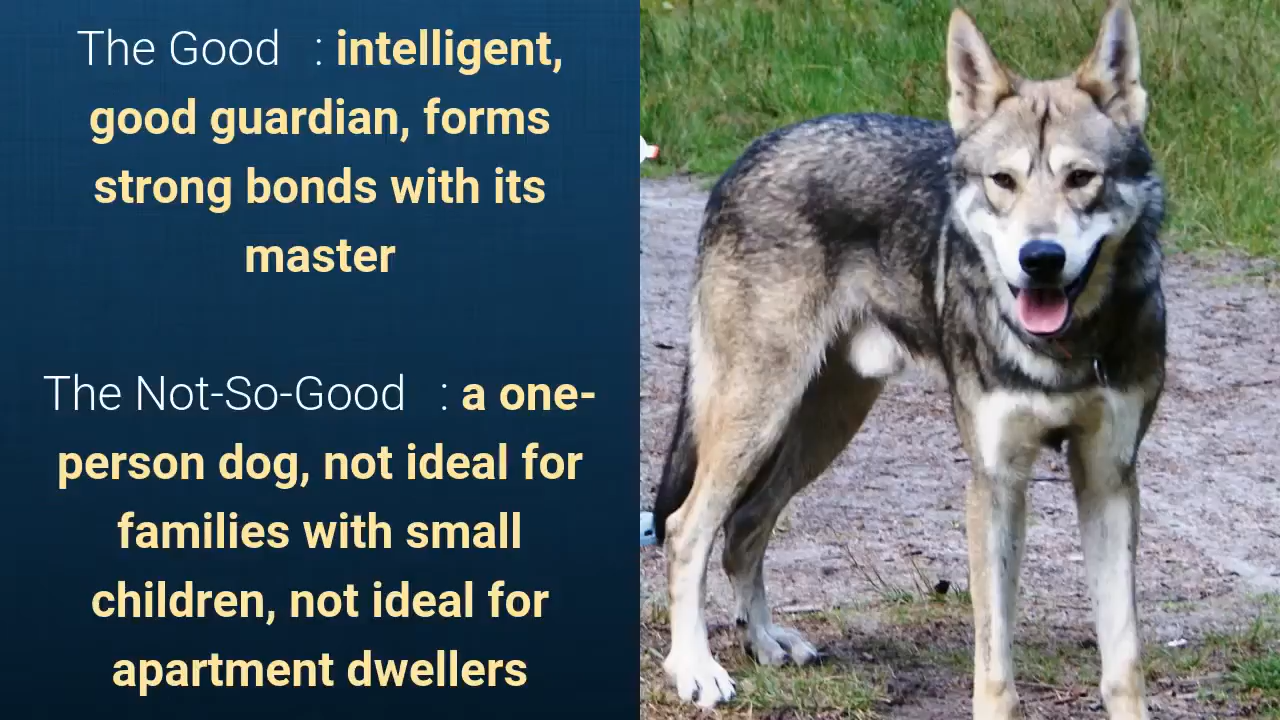 The Good : intelligent,
good guardian, forms
strong bonds with its
master
The Not-So-Good : a one-
person dog, not ideal for
families with small
children, not ideal for
apartment dwellers